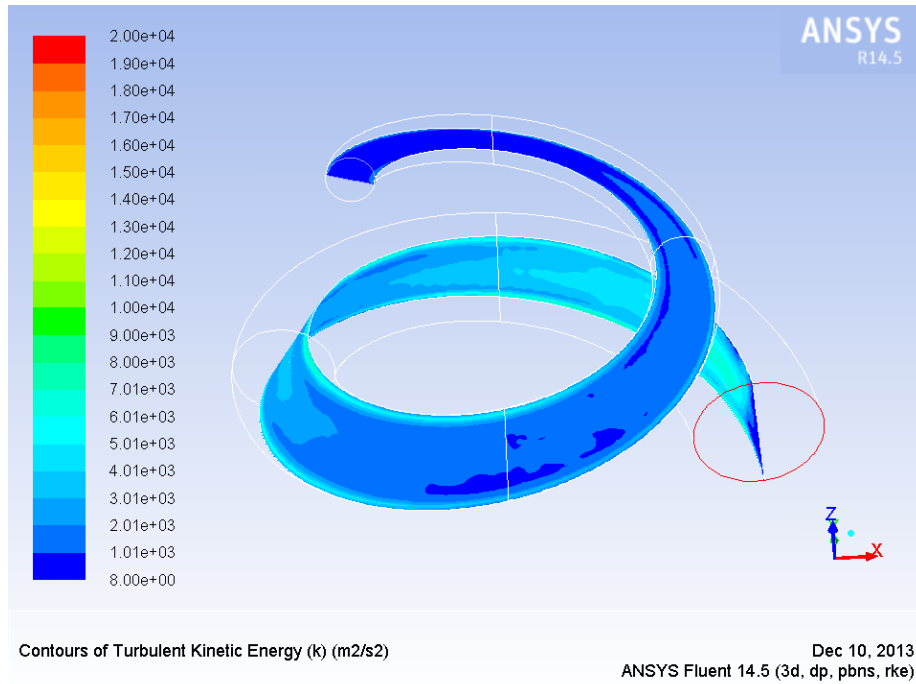 ANSYS
R14.5
2.00e+04
1.90e+04
1.80e+04
1.70e+04
1.60e+04
1.50e+04
1.40e+04
1.30e+04
1.20e+04
1.10e+04
1.00e+04
9.00e+03
8.00e+03
7.01e+03
6.01e+03
5.01e+03
4.01e+03
3.01e+03
2.01e+03
1.01e+03
8.00e+00
Z
X
Contours of Turbulent Kinetic Energy (k) (m2/s2)
Dec 10, 2013
ANSYS Fluent 14.5 (3d, dp, pbns, rke)